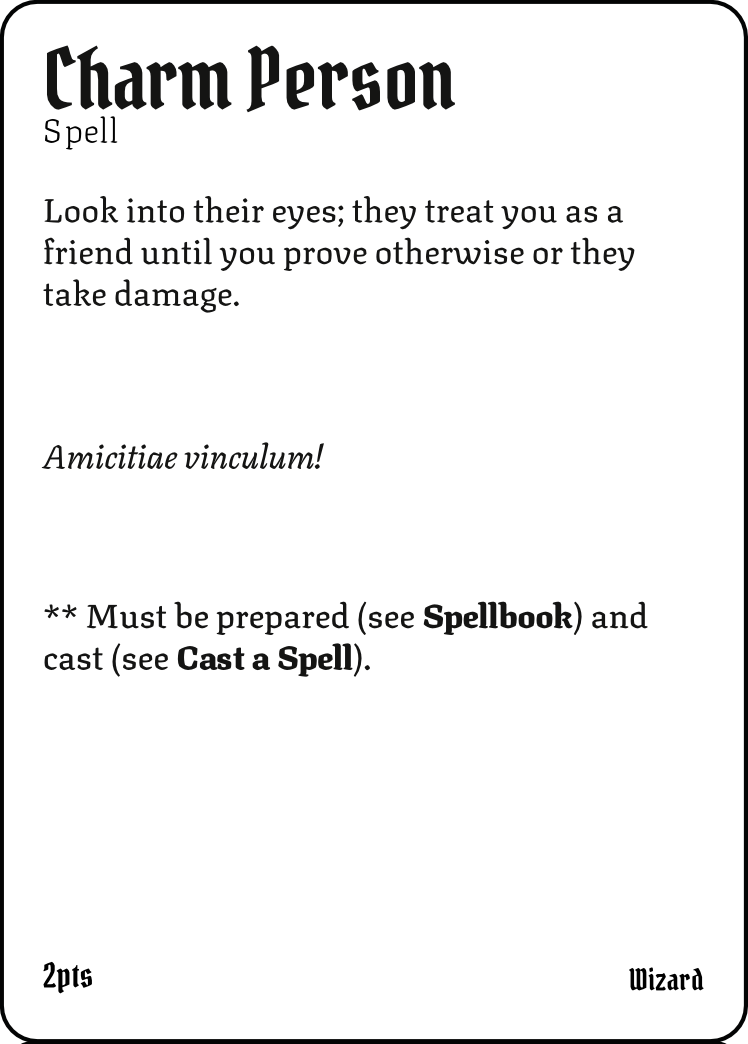 Charm Person
Spell
Look into their eyes; they treat you as a
friend until you prove otherwise or they
take damage.
Amicitiae vinculum!
** Must be prepared (see Spellbook) and
cast (see Cast a Spell).
2pts
Wizard